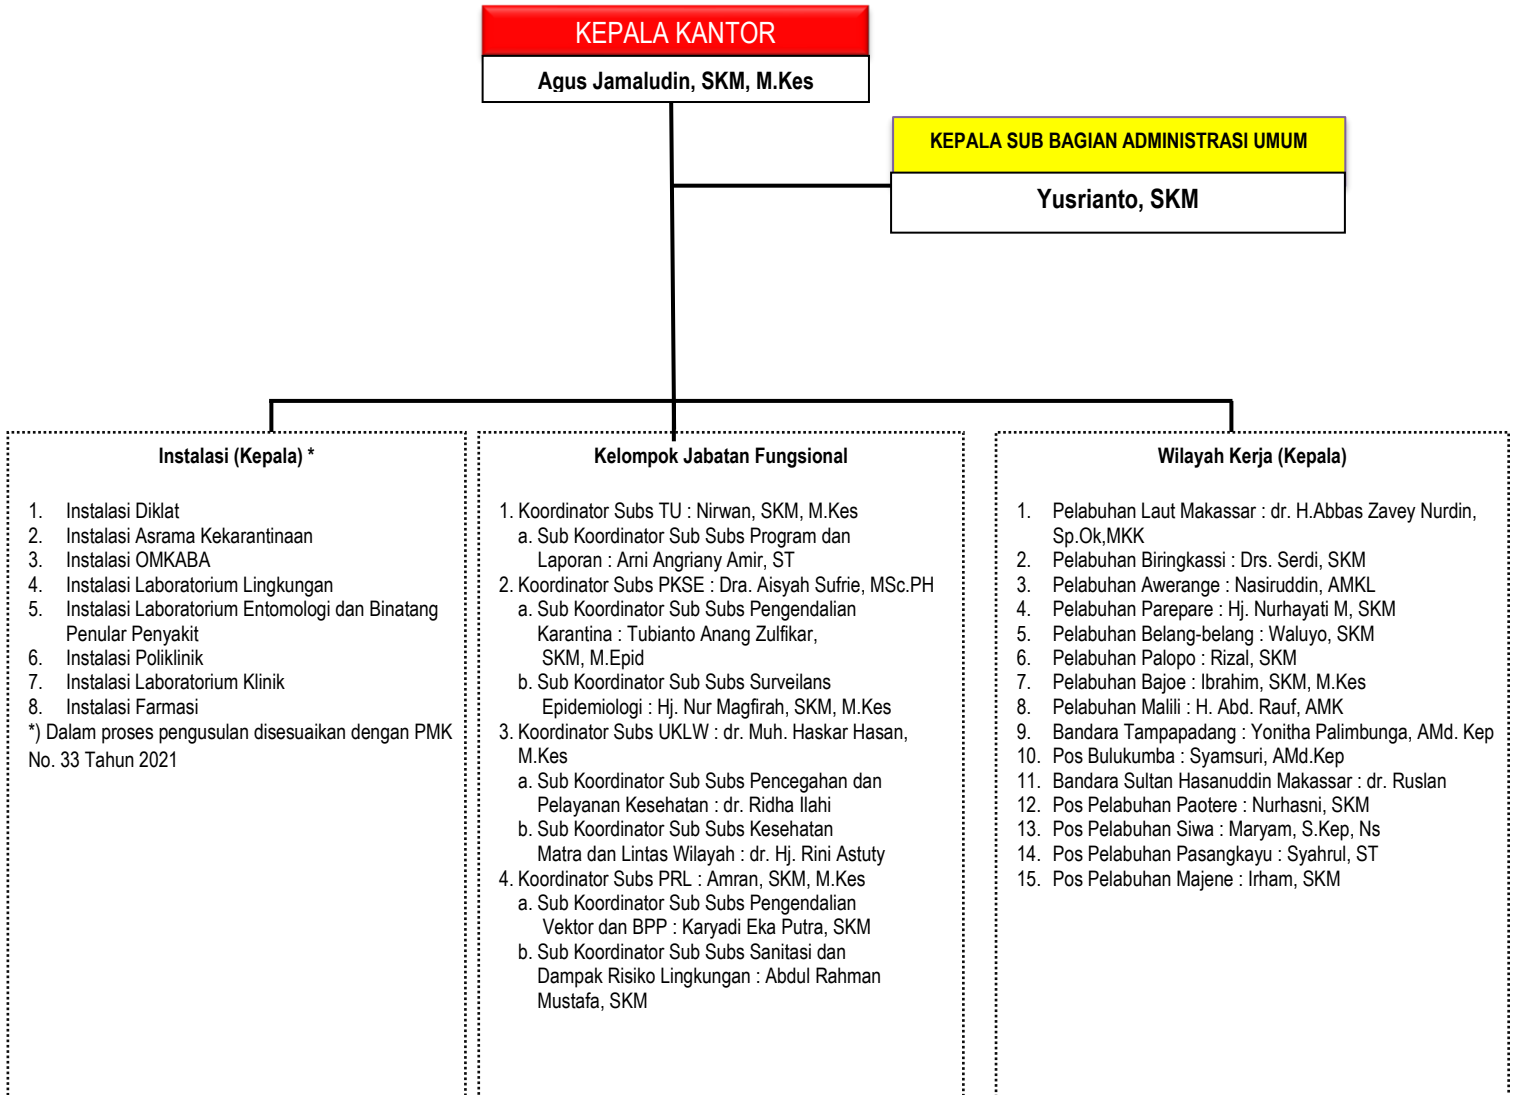 KEPALA KANTOR
Agus Jamaludin, SKM, M.Kes
KEPALA SUB BAGIAN ADMINISTRASI UMUM
Yusrianto, SKM
Instalasi (Kepala) *
1. Instalasi Diklat
2. Instalasi Asrama Kekarantinaan
3. Instalasi OMKABA
4. Instalasi Laboratorium Lingkungan
5. Instalasi Laboratorium Entomologi dan Binatang
Penular Penyakit
6. Instalasi Poliklinik
7. Instalasi Laboratorium Klinik
8. Instalasi Farmasi
*) Dalam proses pengusulan disesuaikan dengan PMK
No. 33 Tahun 2021
Kelompok Jabatan Fungsional
1. Koordinator Subs TU : Nirwan, SKM, M.Kes
a. Sub Koordinator Sub Subs Program dan
Laporan : Arni Angriany Amir, ST
2. Koordinator Subs PKSE : Dra. Aisyah Sufrie, MSc.PH
a. Sub Koordinator Sub Subs Pengendalian
Karantina : Tubianto Anang Zulfikar,
SKM, M.Epid
b. Sub Koordinator Sub Subs Surveilans
Epidemiologi : Hj. Nur Magfirah, SKM, M.Kes
3. Koordinator Subs UKLW : dr. Muh. Haskar Hasan,
M.Kes
a. Sub Koordinator Sub Subs Pencegahan dan
Pelayanan Kesehatan : dr. Ridha Ilahi
b. Sub Koordinator Sub Subs Kesehatan
Matra dan Lintas Wilayah : dr. Hj. Rini Astuty
4. Koordinator Subs PRL : Amran, SKM, M.Kes
a. Sub Koordinator Sub Subs Pengendalian
Vektor dan BPP : Karyadi Eka Putra, SKM
b. Sub Koordinator Sub Subs Sanitasi dan
Dampak Risiko Lingkungan : Abdul Rahman
Mustafa, SKM
Wilayah Kerja (Kepala)
1. Pelabuhan Laut Makassar : dr. H.Abbas Zavey Nurdin,
Sp.Ok,MKK
2. Pelabuhan Biringkassi : Drs. Serdi, SKM
3. Pelabuhan Awerange : Nasiruddin, AMKL
4. Pelabuhan Parepare : Hj. Nurhayati M, SKM
5. Pelabuhan Belang-belang : Waluyo, SKM
6. Pelabuhan Palopo : Rizal, SKM
7. Pelabuhan Bajoe : Ibrahim, SKM, M.Kes
8. Pelabuhan Malili : H. Abd. Rauf, AMK
9. Bandara Tampapadang : Yonitha Palimbunga, AMd. Kep
10. Pos Bulukumba : Syamsuri, AMd.Kep
11. Bandara Sultan Hasanuddin Makassar : dr. Ruslan
12. Pos Pelabuhan Paotere : Nurhasni, SKM
13. Pos Pelabuhan Siwa : Maryam, S.Kep, Ns
14. Pos Pelabuhan Pasangkayu : Syahrul, ST
15. Pos Pelabuhan Majene : Irham, SKM